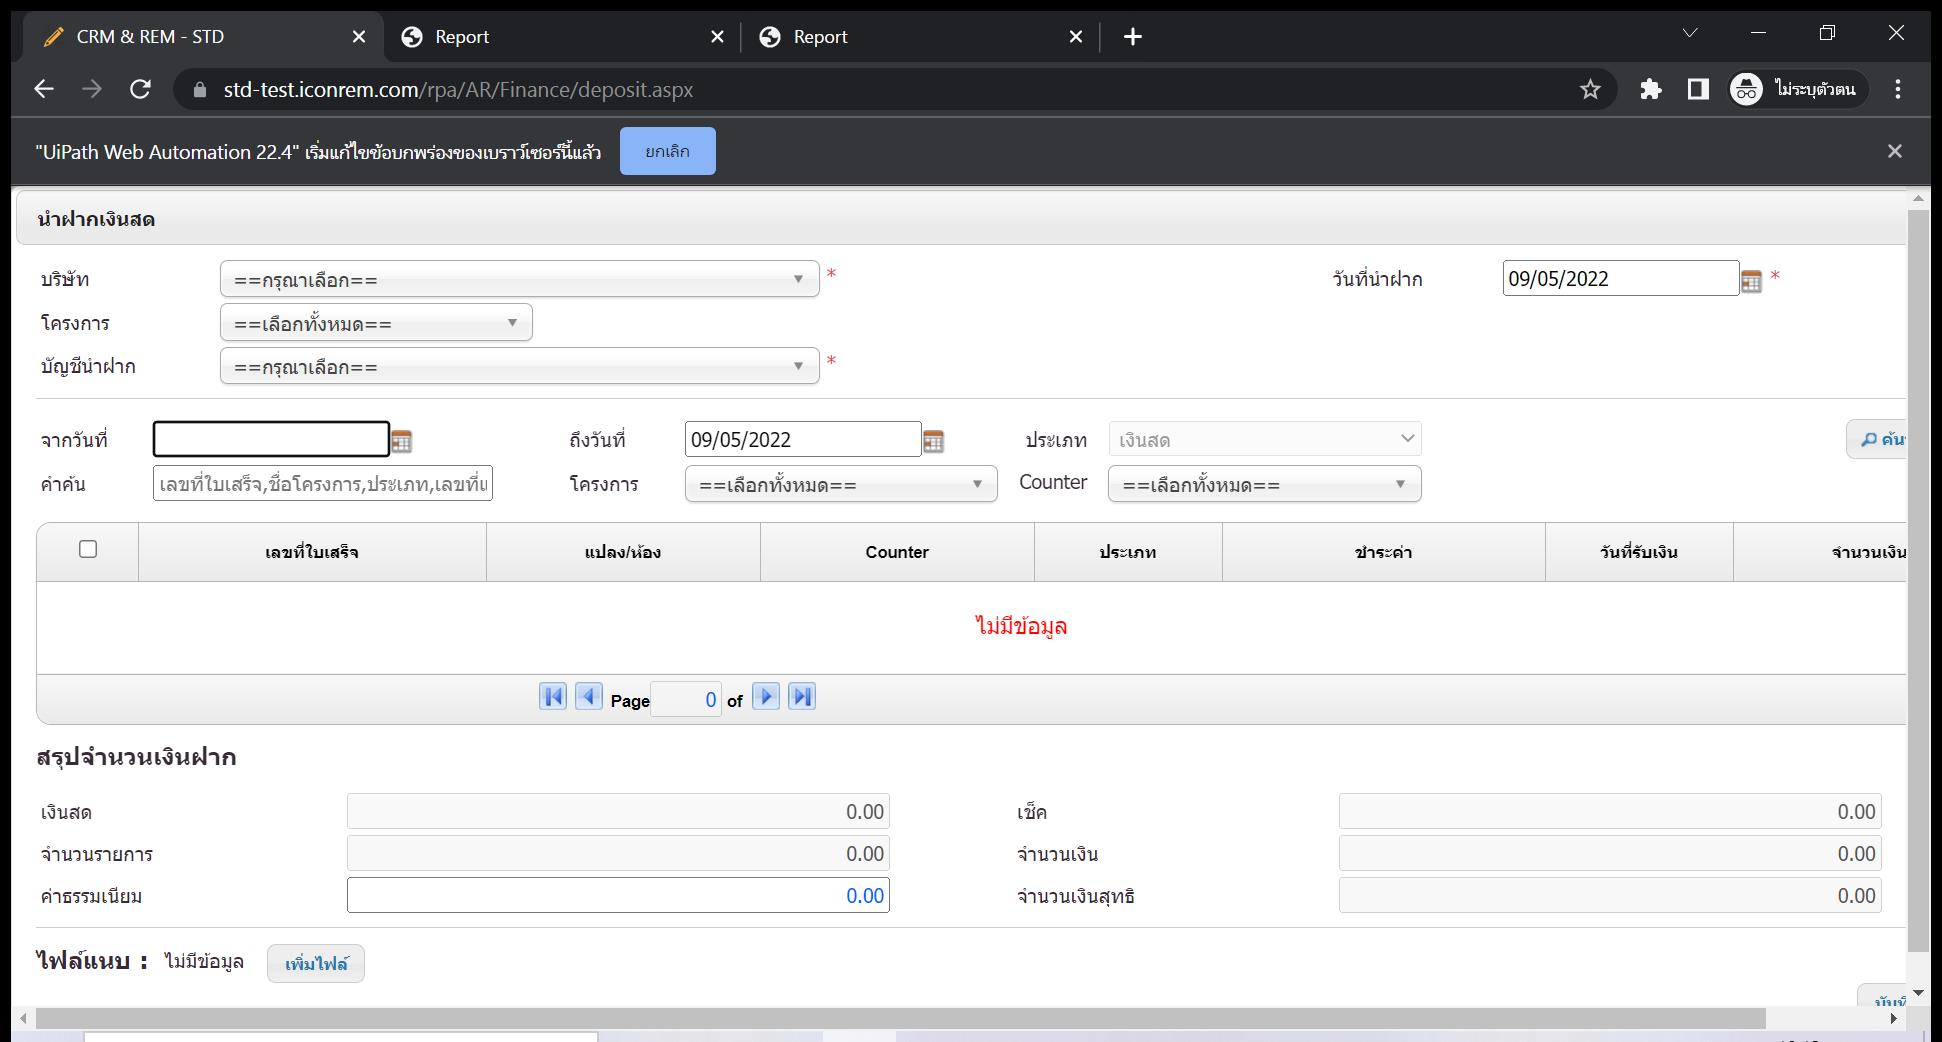 CRM & REM - STD
Report
Report
std-test.iconrem.com/rpa/AR/Finance/deposit.aspx
ไม่ระบุตัวตน
"UiPath Web Automation 22.4" เริ่มแก้ไขข้อบกพร่องของเบราว์เซอร์นี้แล้ว
ยกเลิก
นำฝากเงินสด
บริษัท ==กรุณาเลือก== * วันที่นำฝาก 09/05/2022 *
โครงการ ==เลือกทั้งหมด==
บัญชีนำฝาก ==กรุณาเลือก== *
จากวันที่ ถึงวันที่ 09/05/2022 ประเภท เงินสด
คำค้น เลขที่ใบเสร็จ,ชื่อโครงการ,ประเภท, โครงการ ==เลือกทั้งหมด== Counter ==เลือกทั้งหมด==
เลขที่ใบเสร็จ แปลง/ห้อง Counter ประเภท ชำระค่า วันที่รับเงิน จำนวนเงิน
ไม่มีข้อมูล
Page 0 of
สรุปจำนวนเงินฝาก
เงินสด 0.00 เช็ค 0.00
จำนวนรายการ 0.00 จำนวนเงิน 0.00
ค่าธรรมเนียม 0.00 จำนวนเงินสุทธิ 0.00
ไฟล์แนบ : ไม่มีข้อมูล เพิ่มไฟล์